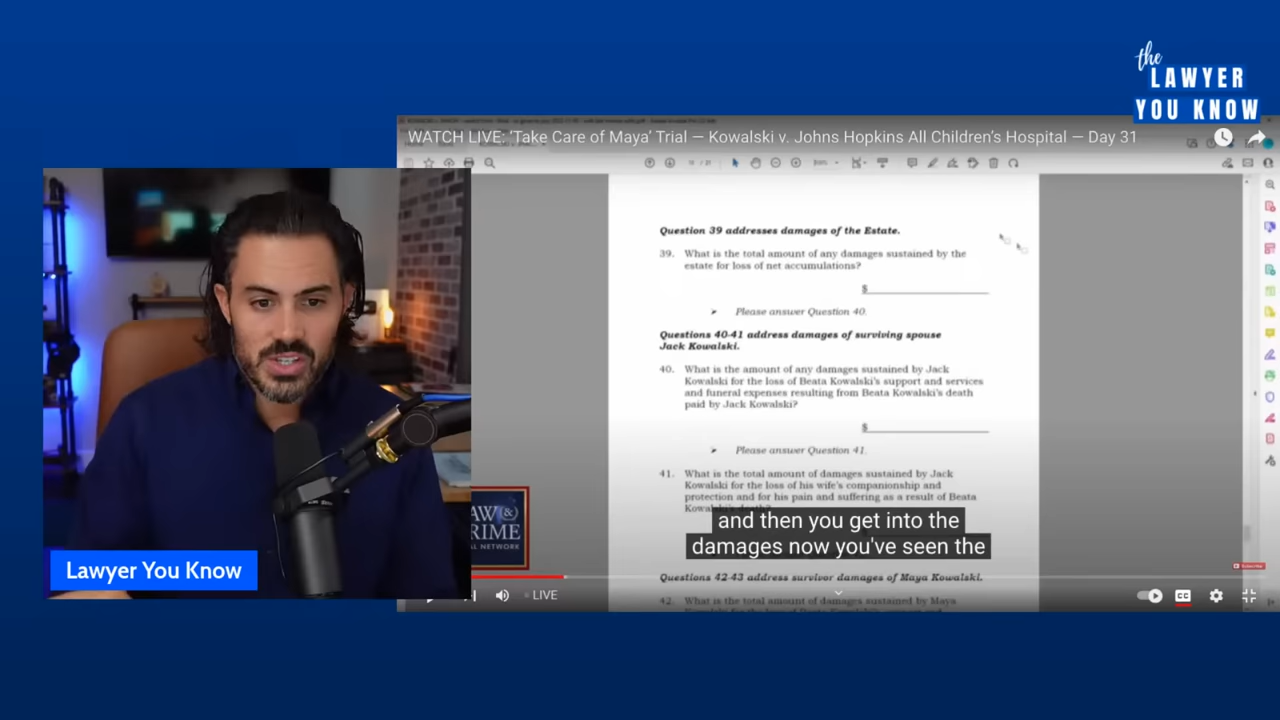 the
LAWYER
YOU KNOW
WATCH LIVE: ‘Take Care of Maya’ Trial — Kowalski v. Johns Hopkins All Children’s Hospital — Day 31
Question 39 addresses damages of the Estate.
39. What is the total amount of any damages sustained by the
estate for loss of net accumulations?
$
➤ Please answer Question 40.
Questions 40-41 address damages of surviving spouse
Jack Kowalski.
40. What is the amount of any damages sustained by Jack
Kowalski for the loss of Beata Kowalski's support and services
and funeral expenses resulting from Beata Kowalski's death
paid by Jack Kowalski?
$
➤ Please answer Question 41.
41. What is the total amount of damages sustained by Jack
Kowalski for the loss of his wife's companionship and
protection and for his pain and suffering as a result of Beata
and then you get into the
damages now you've seen the
Questions 42-43 address survivor damages of Maya Kowalski.
42. What is the total amount of damages sustained by Maya
AW &
RIME
NETWORK
Lawyer You Know
LIVE
CC